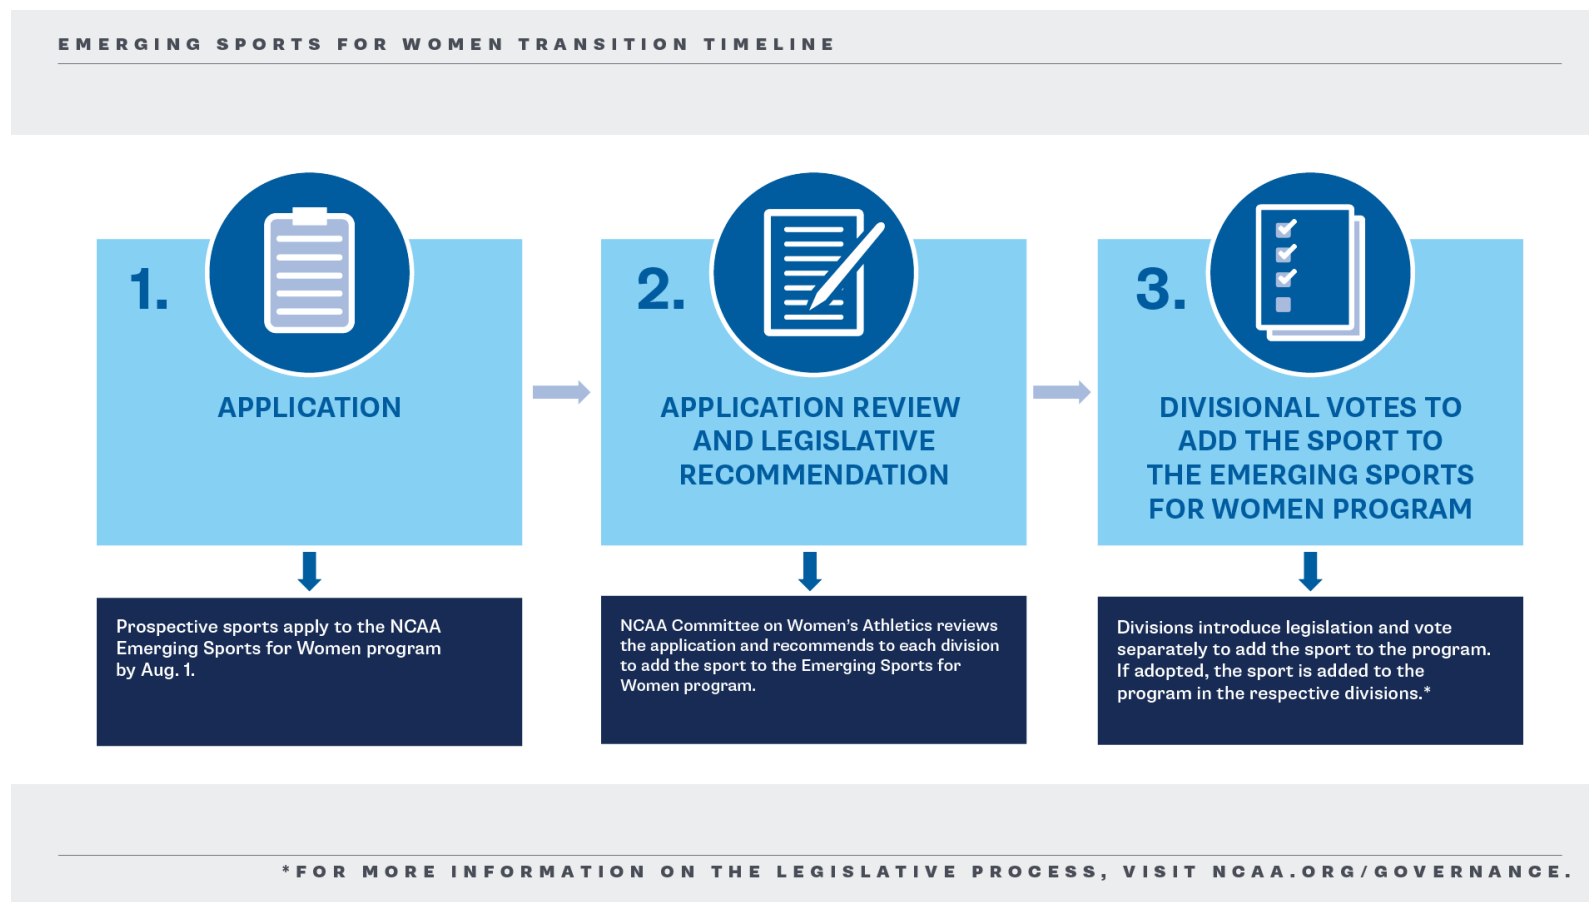 EMERGING SPORTS FOR WOMEN TRANSITION TIMELINE
1.
APPLICATION
Prospective sports apply to the NCAA
Emerging Sports for Women program
by Aug. 1.
2.
APPLICATION REVIEW
AND LEGISLATIVE
RECOMMENDATION
NCAA Committee on Women’s Athletics reviews
the application and recommends to each division
to add the sport to the Emerging Sports for
Women program.
3.
DIVISIONAL VOTES TO
ADD THE SPORT TO
THE EMERGING SPORTS
FOR WOMEN PROGRAM
Divisions introduce legislation and vote
separately to add the sport to the program.
If adopted, the sport is added to the
program in the respective divisions.*
*FOR MORE INFORMATION ON THE LEGISLATIVE PROCESS, VISIT NCAA.ORG/GOVERNANCE.